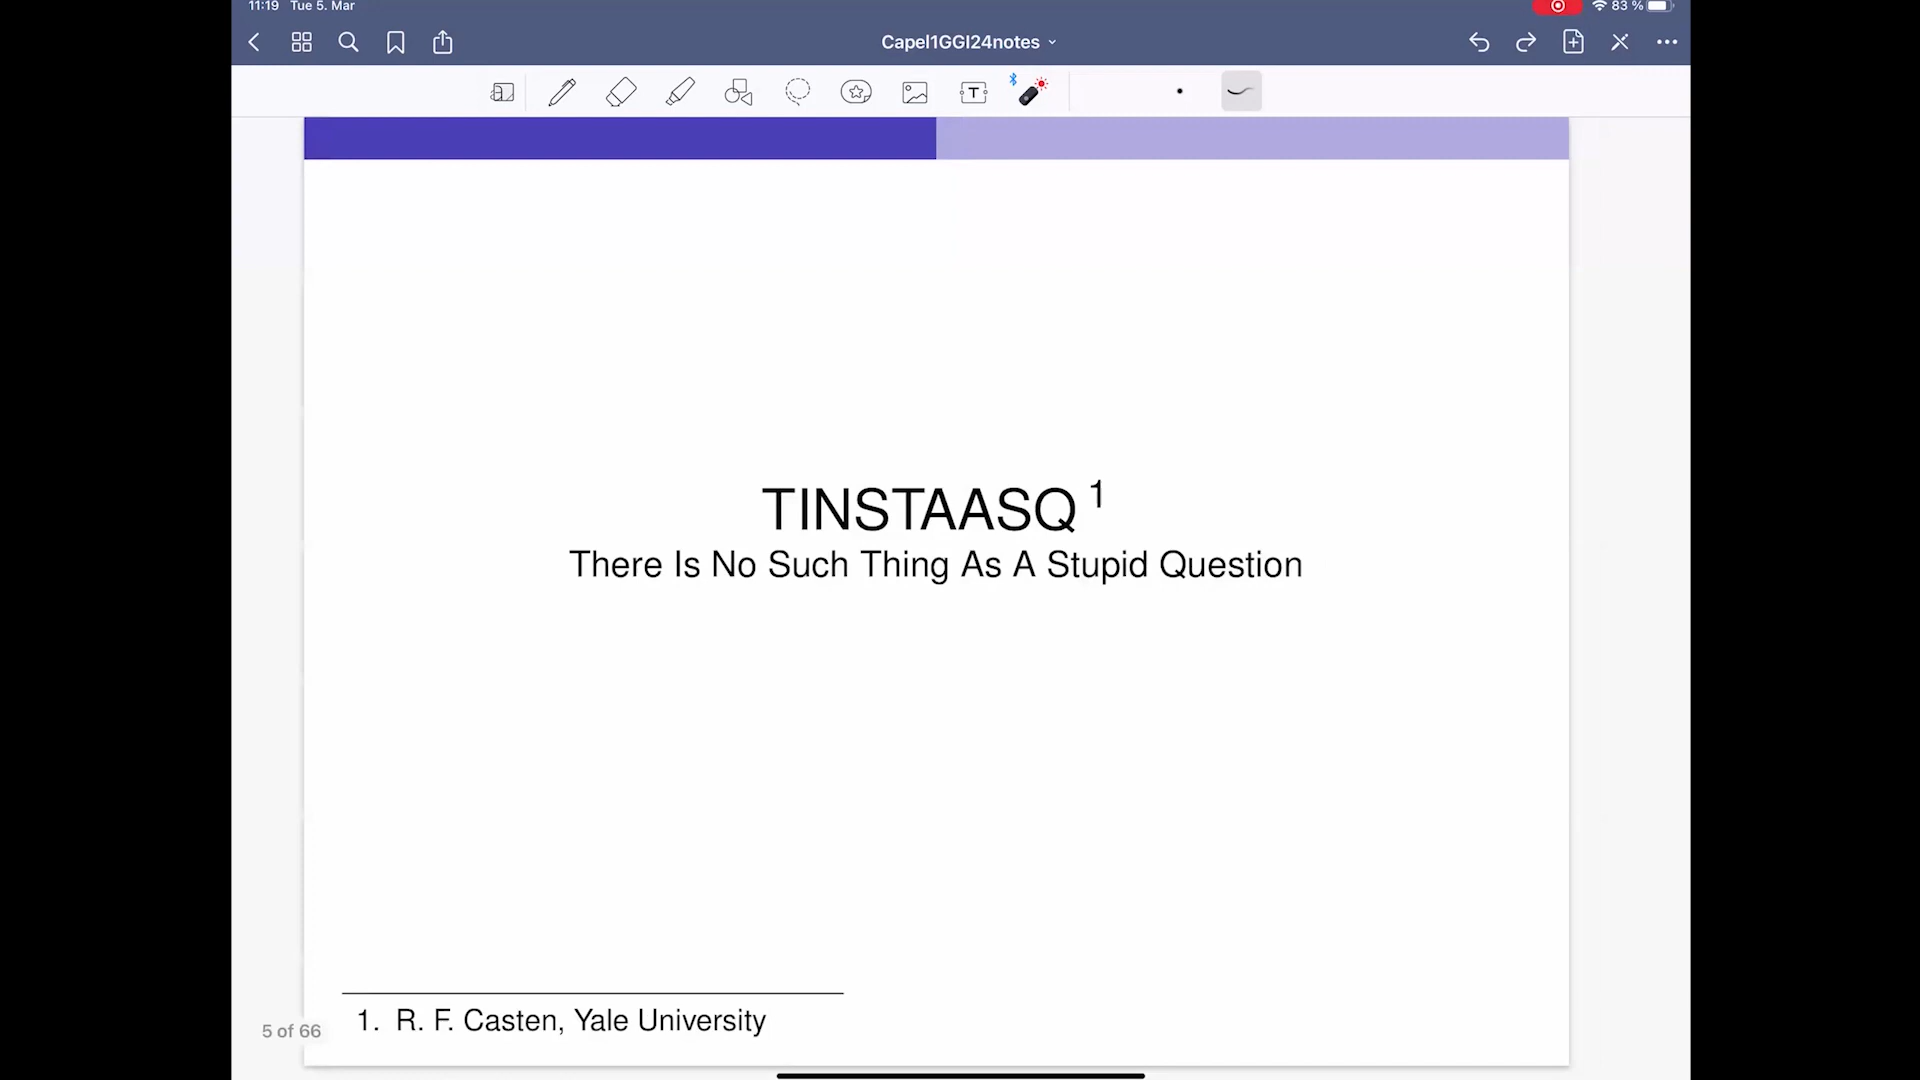 11:19 Tue 5. Mar
83 %
Capel1GGI24notes
T
TINSTAASQ 1
There Is No Such Thing As A Stupid Question
1. R. F. Casten, Yale University
5 of 66